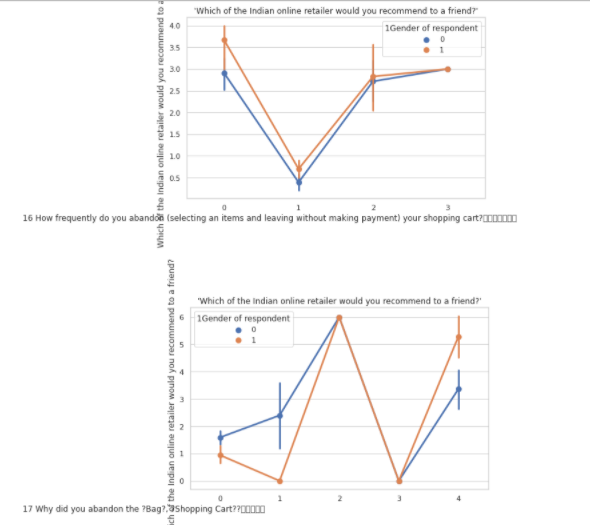 'Which of the Indian online retailer would you recommend to a friend?'
Which of the Indian online retailer would you recommend to a
1Gender of respondent
0
1
4.0
3.5
3.0
2.5
2.0
1.5
1.0
0.5
0 1 2 3
16 How frequently do you abandon (selecting an items and leaving without making payment) your shopping cart?□□□□□□□
'Which of the Indian online retailer would you recommend to a friend?'
the Indian online retailer would you recommend to a friend?
1Gender of respondent
0
1
6
5
4
3
2
1
0
0 1 2 3 4
17 Why did you abandon the ?Bag?, ?Shopping Cart??□□□□□